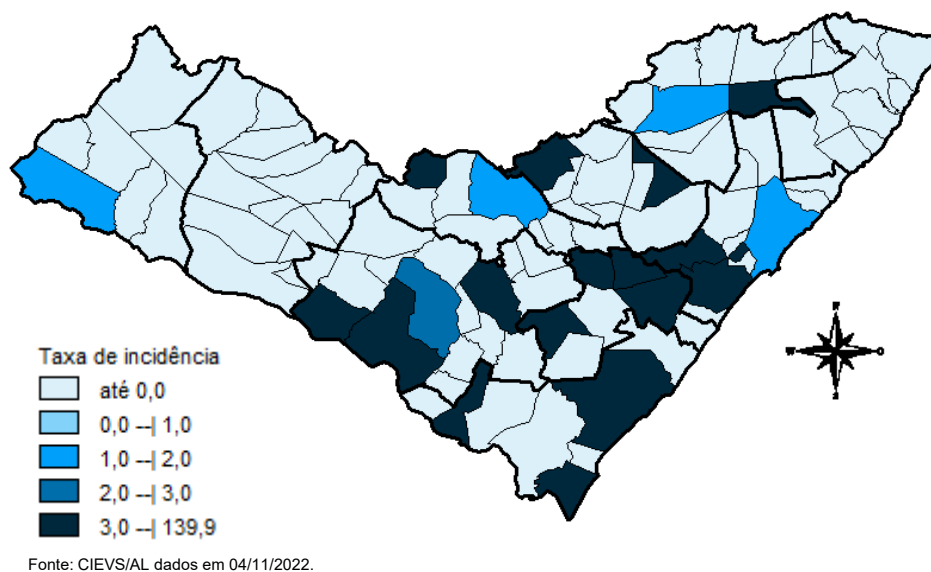 Taxa de incidência
até 0,0
0,0 --| 1,0
1,0 --| 2,0
2,0 --| 3,0
3,0 --| 139,9
Fonte: CIEVS/AL dados em 04/11/2022.